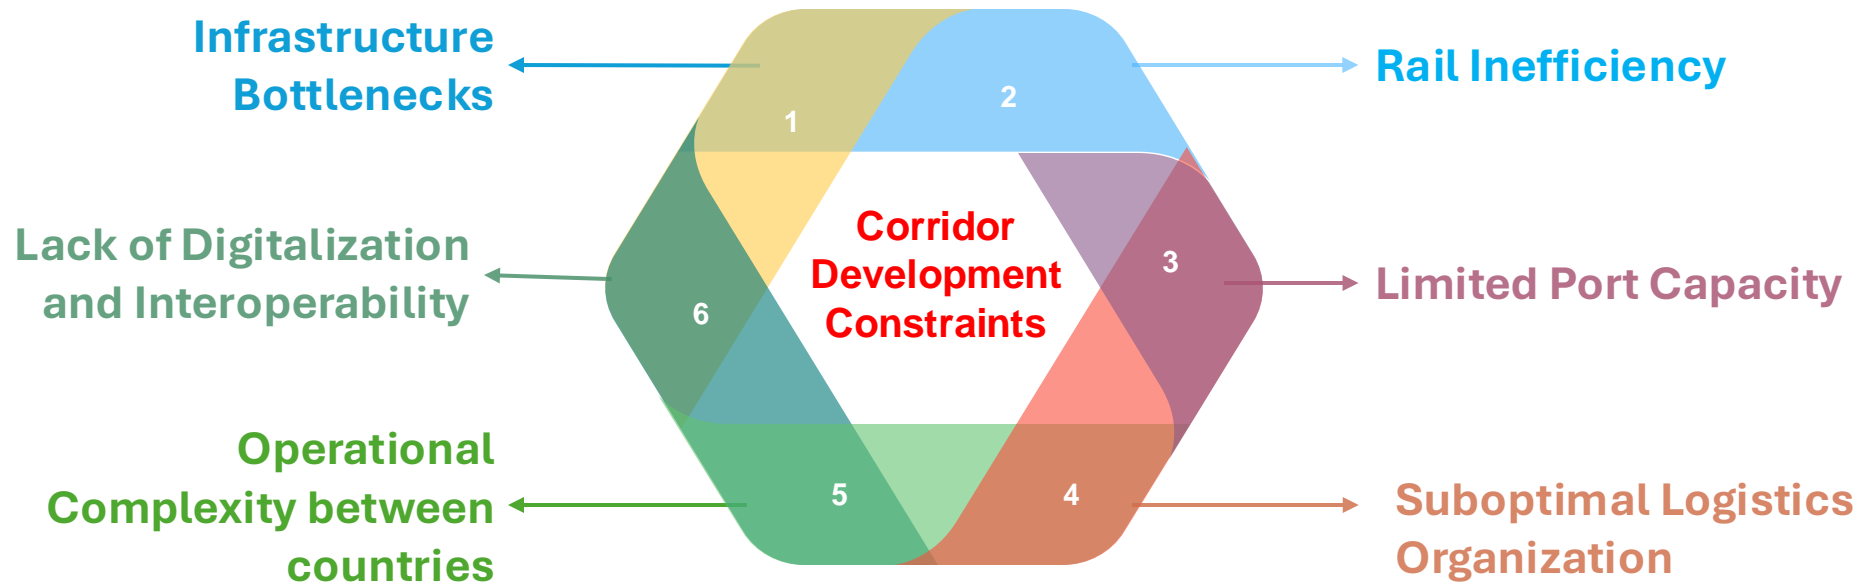 Infrastructure
Bottlenecks
1
2
Rail Inefficiency
Corridor
Development
Constraints
3
Limited Port Capacity
Lack of Digitalization
and Interoperability
6
Operational
Complexity between
countries
5
4
Suboptimal Logistics
Organization